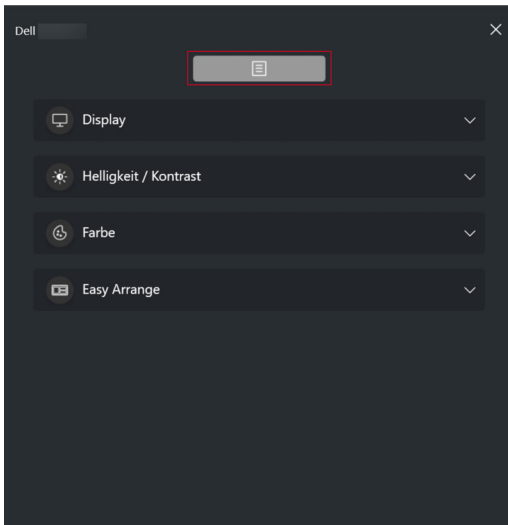 Dell
Display
Helligkeit / Kontrast
Farbe
Easy Arrange